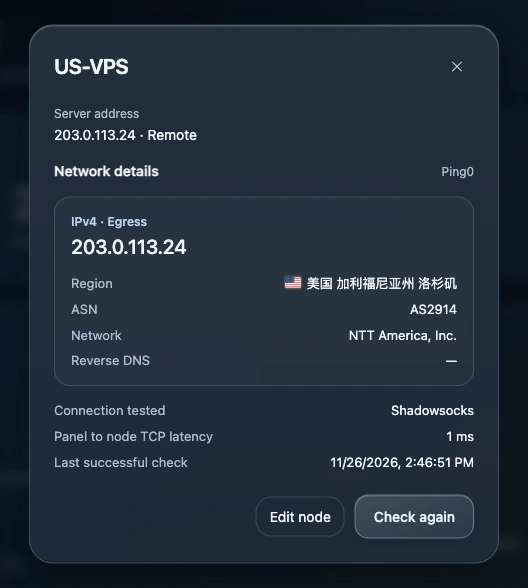 US-VPS
Server address
203.0.113.24 · Remote
Network details Ping0
IPv4 · Egress
203.0.113.24
Region 美国 加利福尼亚州 洛杉矶
ASN AS2914
Network NTT America, Inc.
Reverse DNS —
Connection tested Shadowsocks
Panel to node TCP latency 1 ms
Last successful check 11/26/2026, 2:46:51 PM
Edit node Check again